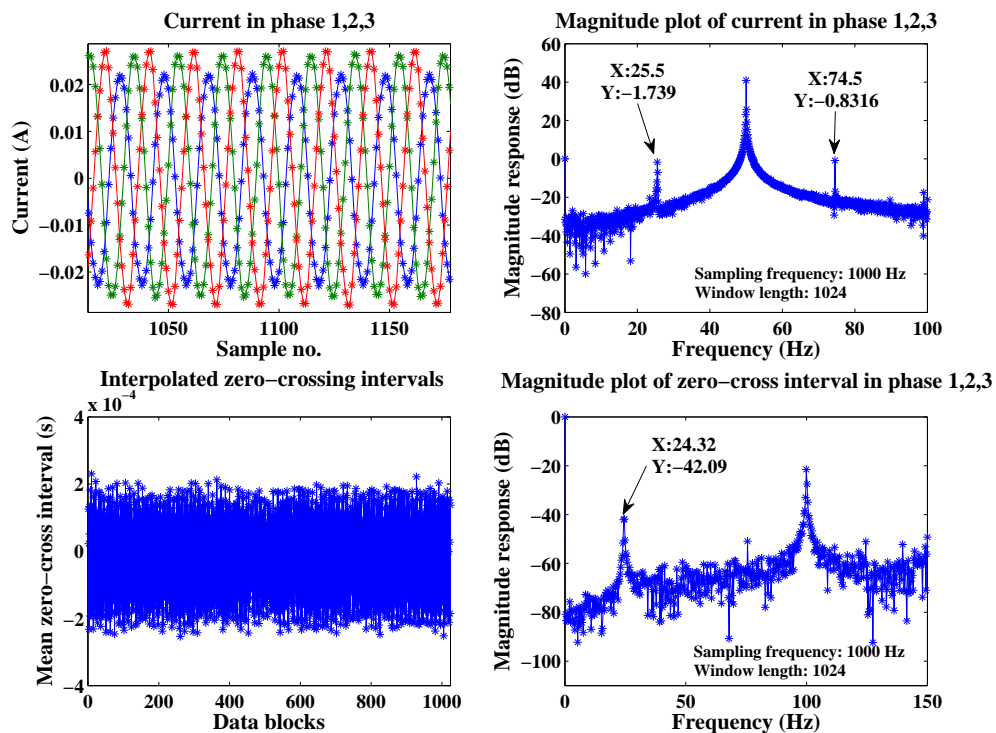 Current in phase 1,2,3
Current (A)
0.02
0.01
0
−0.01
−0.02
1050
1100
1150
Sample no.
Magnitude plot of current in phase 1,2,3
Magnitude response (dB)
60
40
20
0
−20
−40
−60
−80
X:25.5
Y:−1.739
X:74.5
Y:−0.8316
Sampling frequency: 1000 Hz
Window length: 1024
0
20
40
60
80
100
Frequency (Hz)
Interpolated zero−crossing intervals
x 10−4
Mean zero−cross interval (s)
4
2
0
−2
−4
0
200
400
600
800
1000
Data blocks
Magnitude plot of zero−cross interval in phase 1,2,3
Magnitude response (dB)
0
−20
−40
−60
−80
−100
X:24.32
Y:−42.09
Sampling frequency: 1000 Hz
Window length: 1024
0
50
100
150
Frequency (Hz)